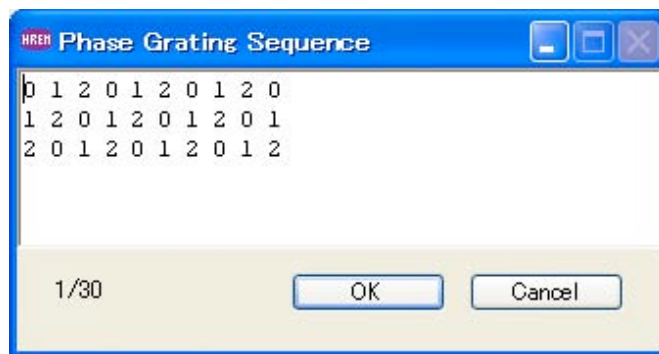 HREM Phase Grating Sequence
0 1 2 0 1 2 0 1 2 0
1 2 0 1 2 0 1 2 0 1
2 0 1 2 0 1 2 0 1 2
1/30 OK Cancel